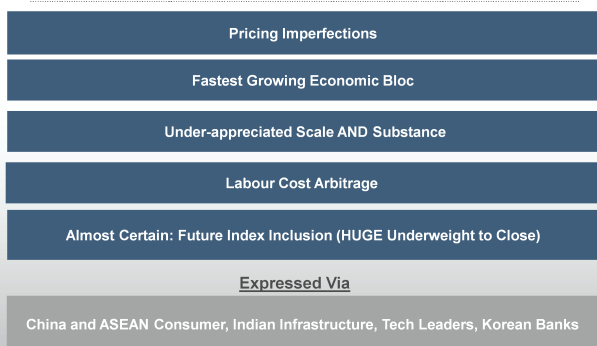 Pricing Imperfections
Fastest Growing Economic Bloc
Under-appreciated Scale AND Substance
Labour Cost Arbitrage
Almost Certain: Future Index Inclusion (HUGE Underweight to Close)
Expressed Via
China and ASEAN Consumer, Indian Infrastructure, Tech Leaders, Korean Banks